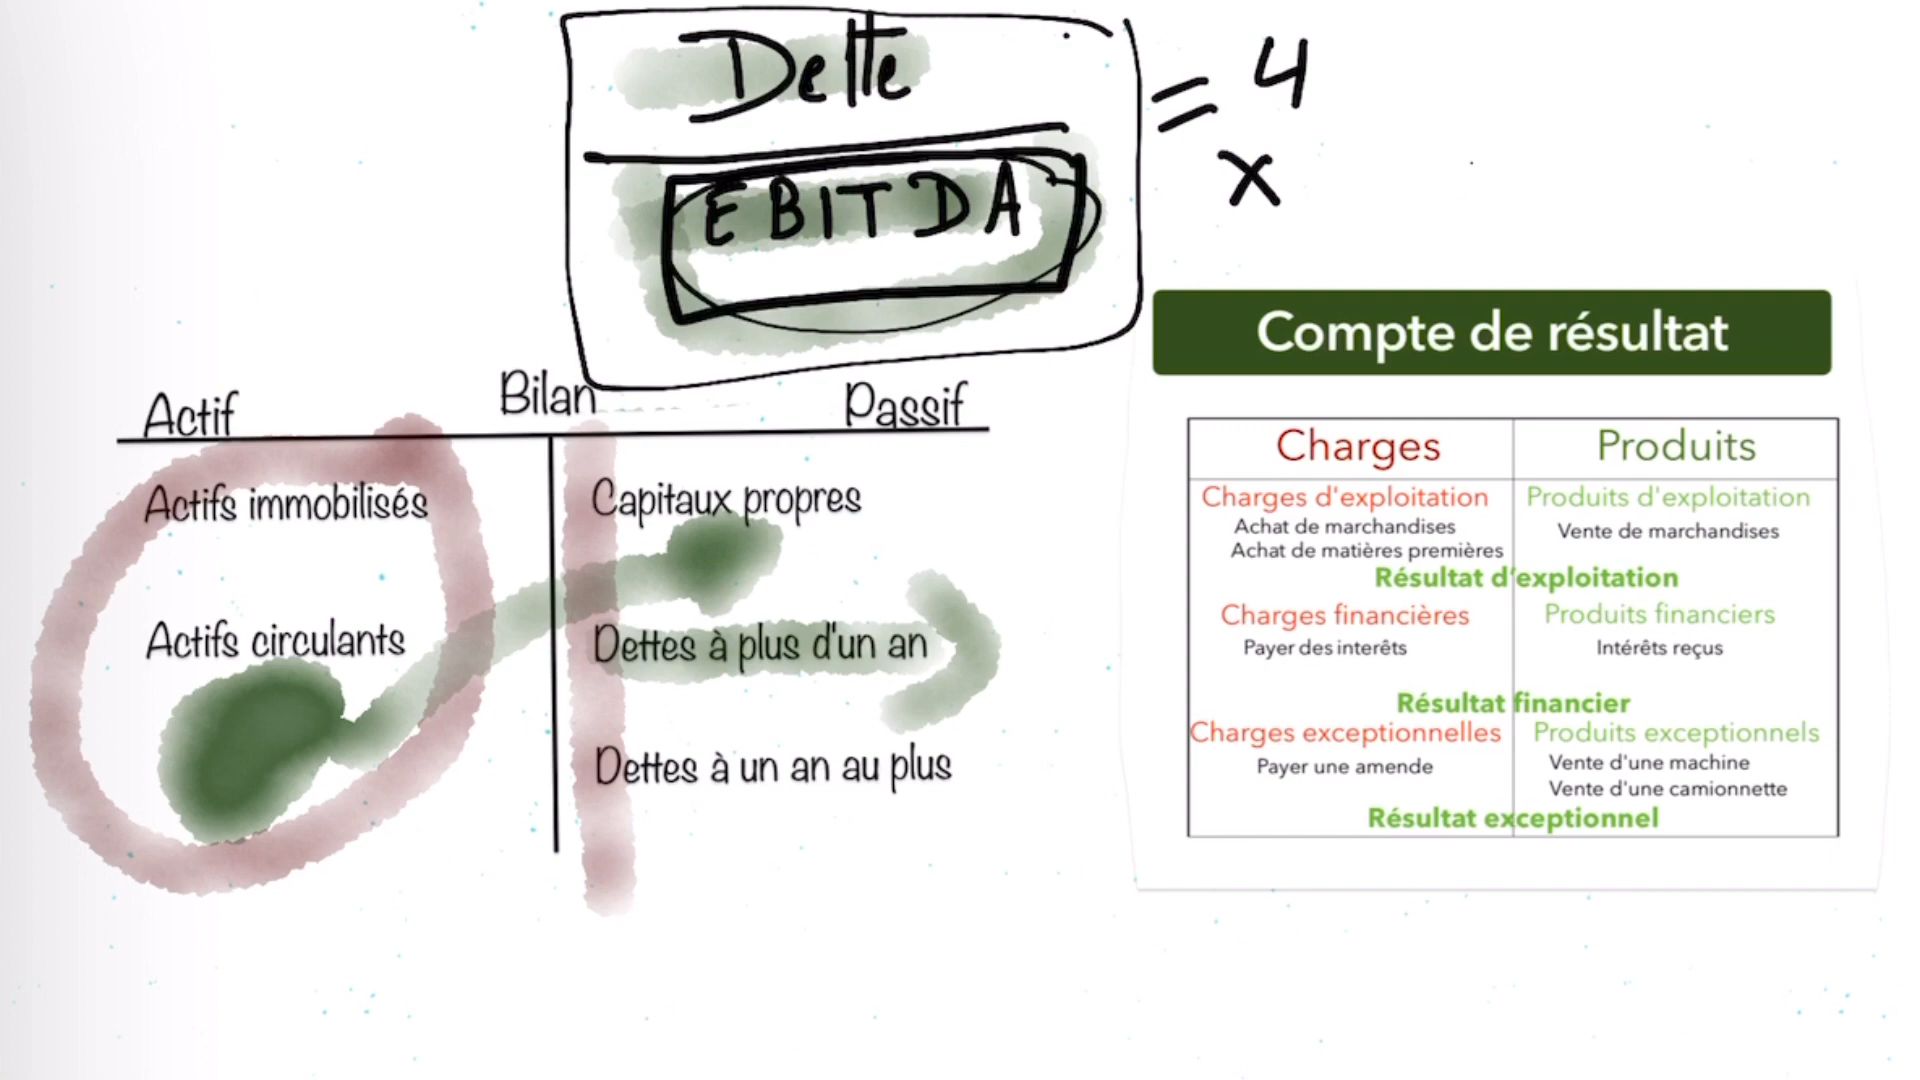 Dette
= 4
EBITDA
x
Bilan
Actif
Passif
Actifs immobilisés
Capitaux propres
Actifs circulants
Dettes à plus d'un an
Dettes à un an au plus
Compte de résultat
Charges
Produits
Charges d'exploitation
Produits d'exploitation
Achat de marchandises
Vente de marchandises
Achat de matières premières
Résultat d'exploitation
Charges financières
Produits financiers
Payer des interêts
Intérêts reçus
Résultat financier
Charges exceptionnelles
Produits exceptionnels
Payer une amende
Vente d'une machine
Vente d'une camionnette
Résultat exceptionnel